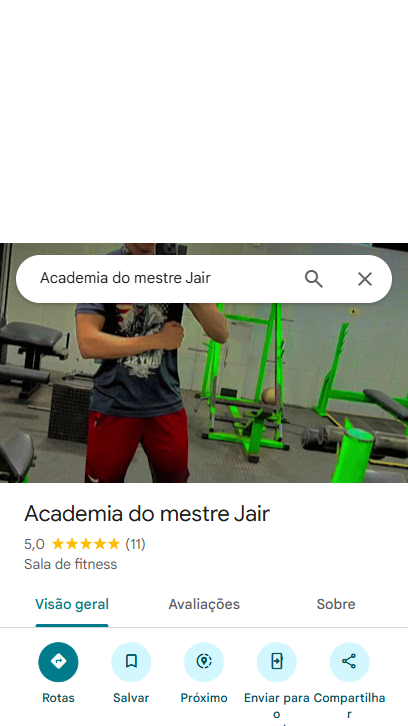 Academia do mestre Jair
Academia do mestre Jair
5,0 (11)
Sala de fitness
Visão geral Avaliações Sobre
Rotas Salvar Próximo Enviar para o Compartilhar